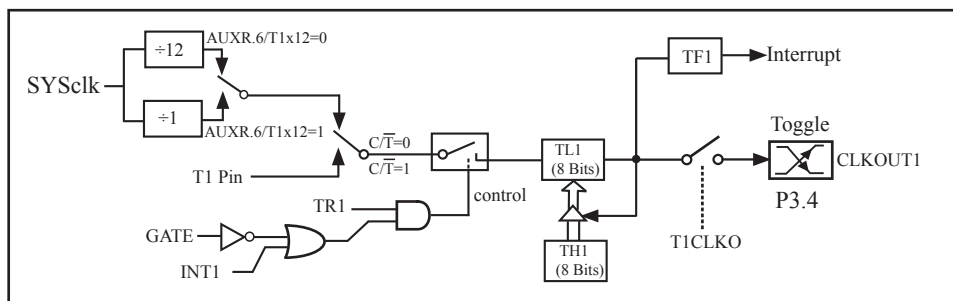 AUXR.6/T1x12=0
÷12
SYSclk
÷1
AUXR.6/T1x12=1
T1 Pin
C/T̅=0
C/T̅=1
TR1
GATE
INT1
control
TL1
(8 Bits)
TH1
(8 Bits)
TF1
Interrupt
Toggle
CLKOUT1
P3.4
T1CLKO